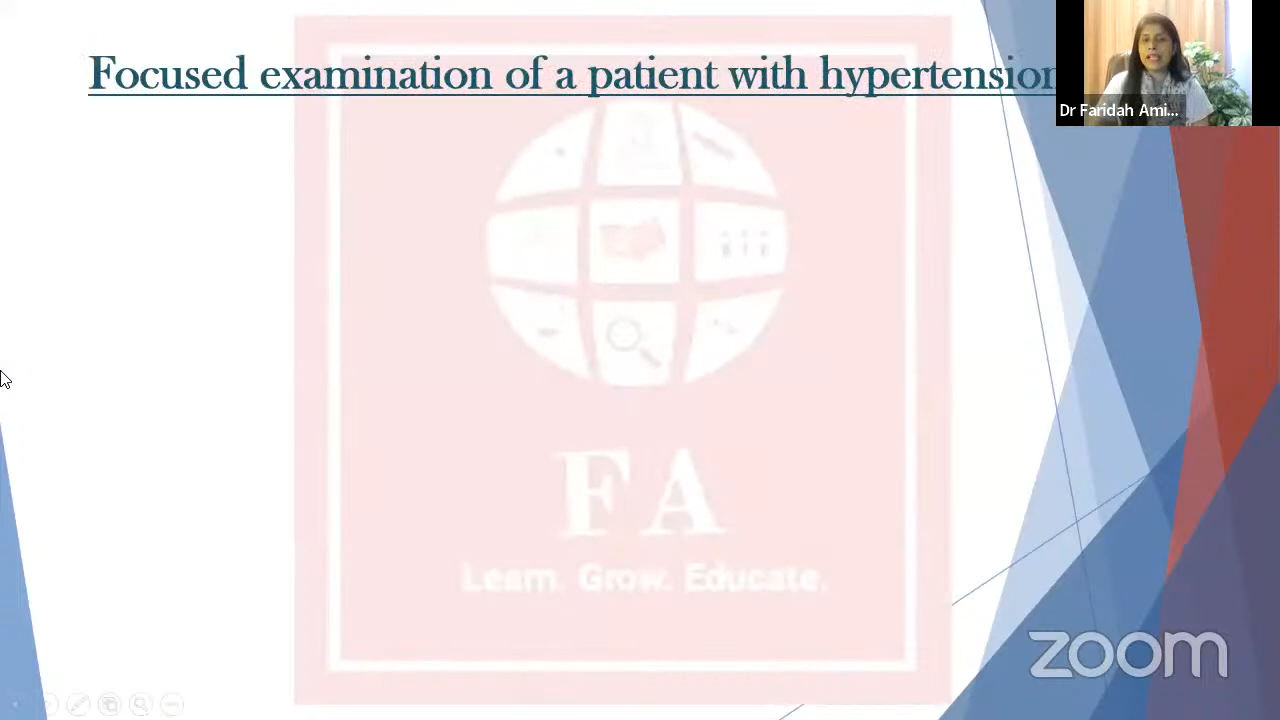 Focused examination of a patient with hypertension
Dr Faridah Ami...
FA
Learn. Grow. Educate.
zoom